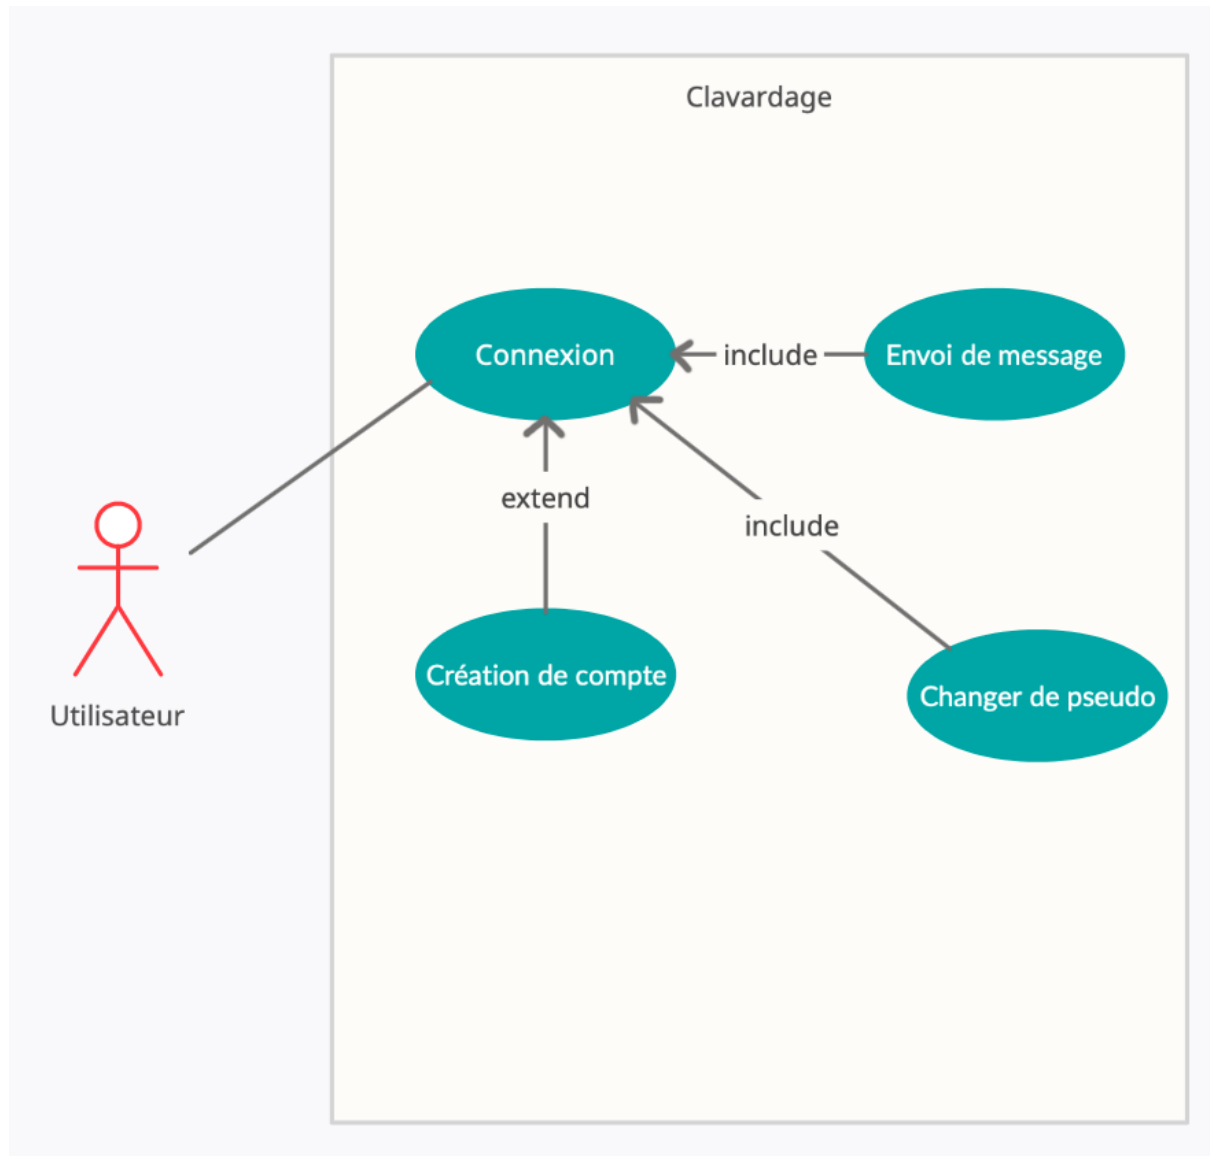 Clavardage
Connexion
include
Envoi de message
extend
include
Création de compte
Changer de pseudo
Utilisateur